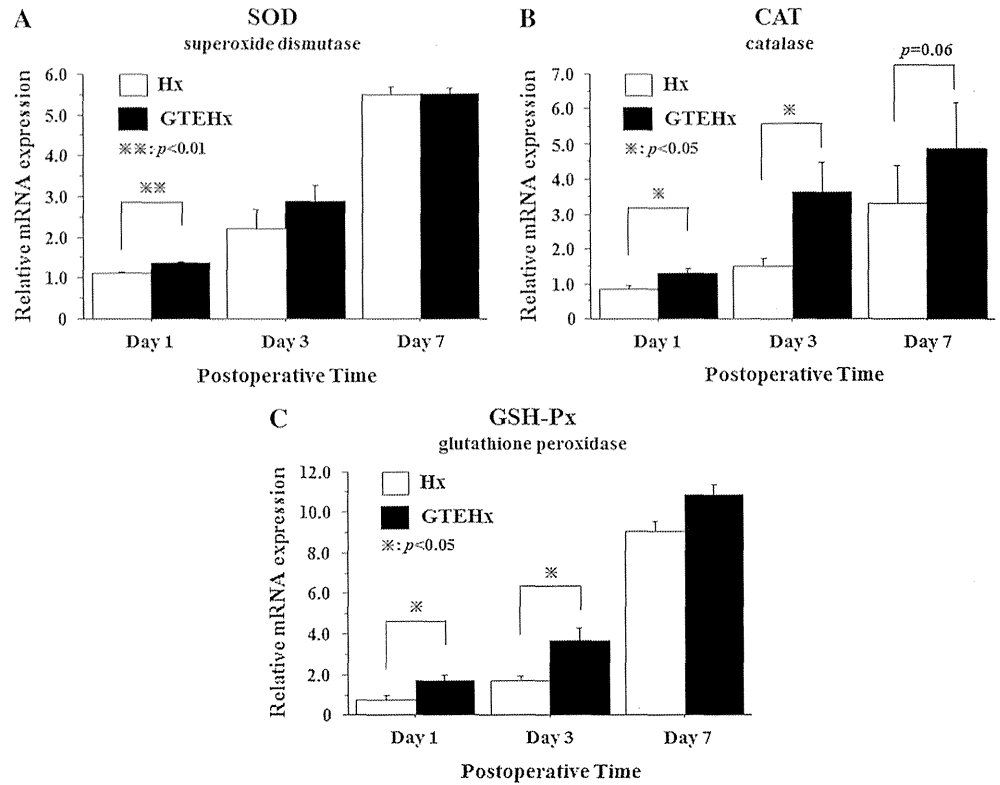 A
SOD
superoxide dismutase
Relative mRNA expression
6.0
5.0
3.0
2.0
1.0
0
Hx
GTEHx
※※: p<0.01
※※
Day 1
Day 3
Day 7
Postoperative Time
B
CAT
catalase
Relative mRNA expression
7.0
6.0
5.0
4.0
3.0
2.0
1.0
0
Hx
GTEHx
※: p<0.05
※
※
p=0.06
Day 1
Day 3
Day 7
Postoperative Time
C
GSH-Px
glutathione peroxidase
Relative mRNA expression
12.0
10.0
8.0
6.0
4.0
2.0
0
Hx
GTEHx
※: p<0.05
※
※
Day 1
Day 3
Day 7
Postoperative Time